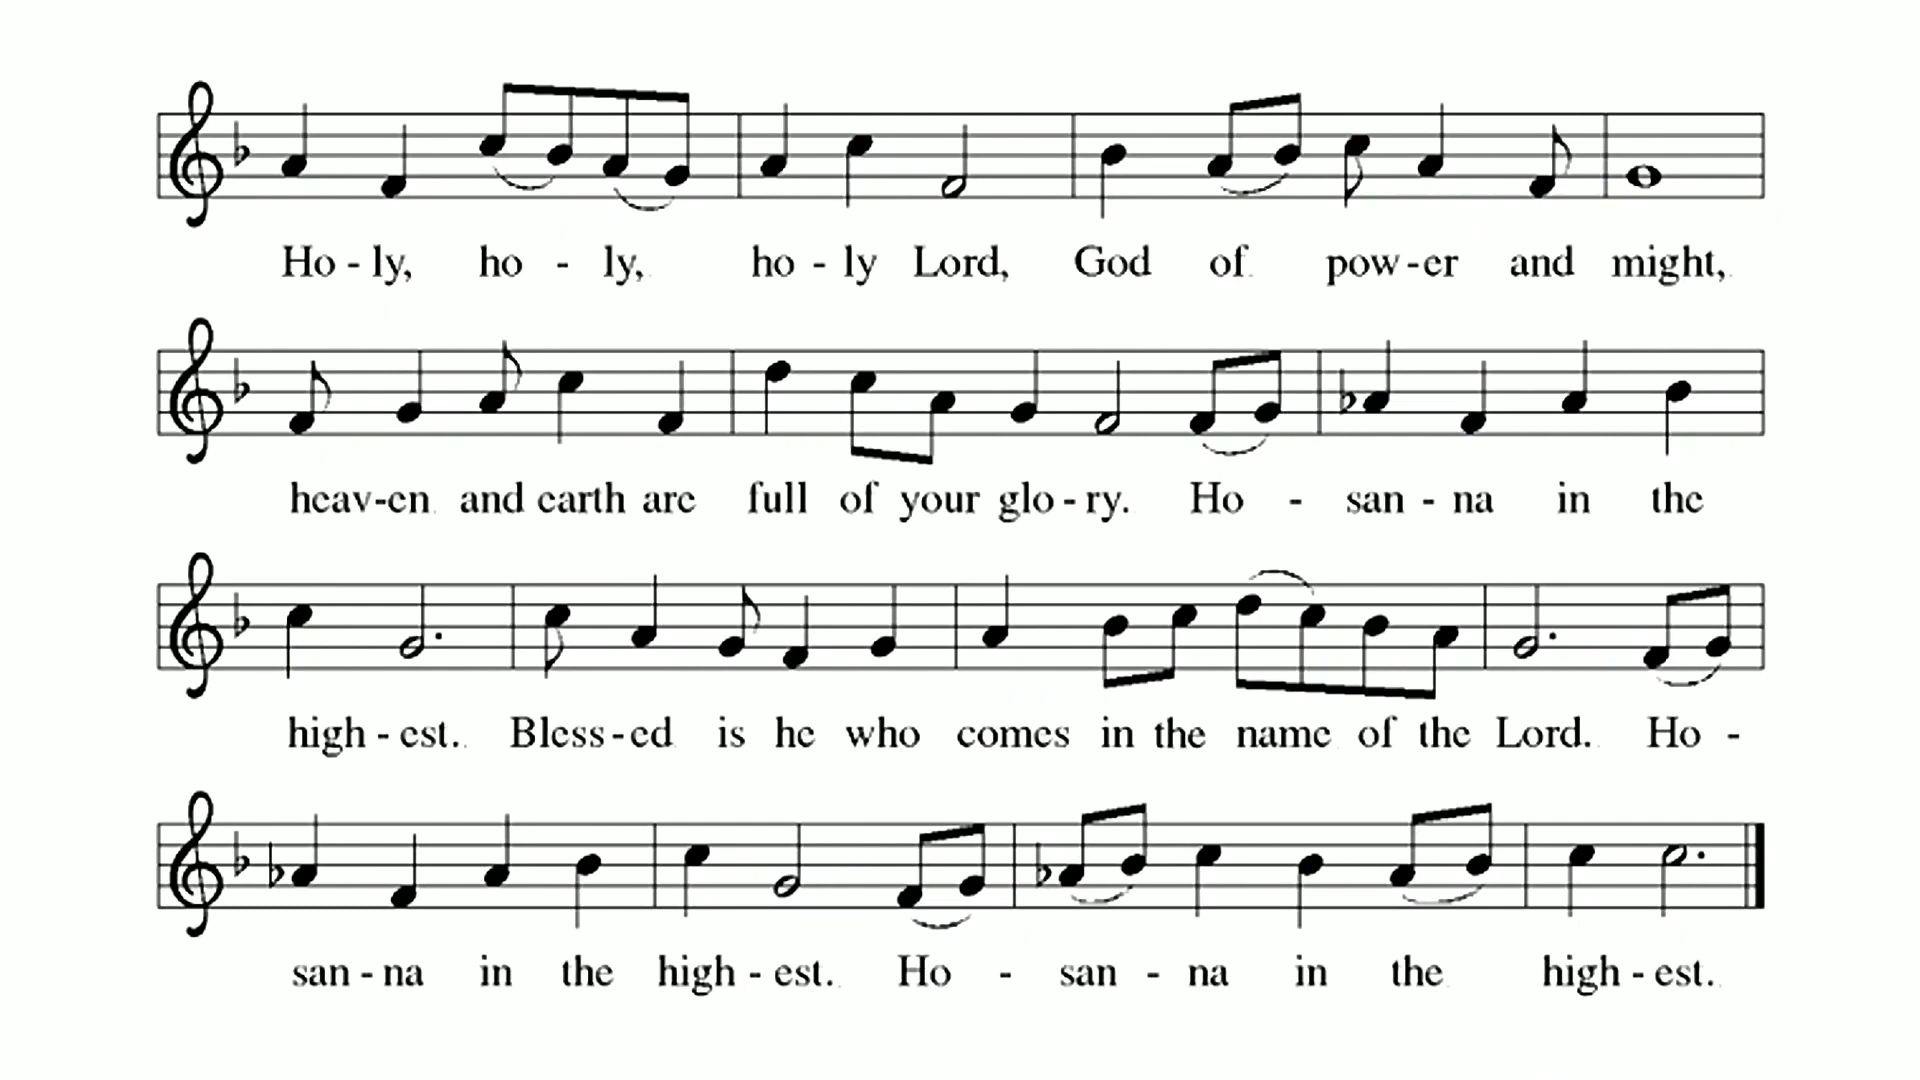 Ho - ly, ho - ly, ho - ly Lord, God of pow - er and might,
heav - en and earth are full of your glo - ry. Ho - san - na in the
high - est. Bless - ed is he who comes in the name of the Lord. Ho -
san - na in the high - est. Ho - san - na in the high - est.